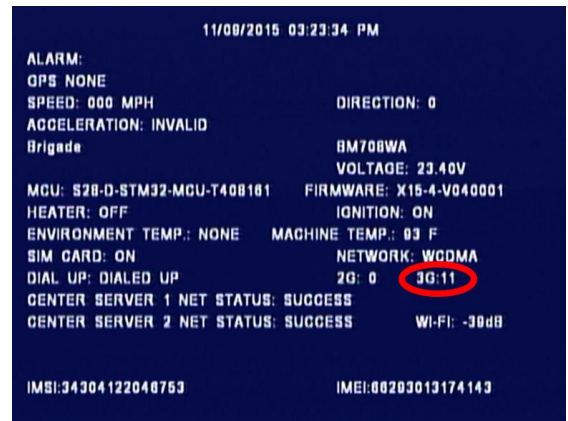 11/09/2015 03:23:34 PM
ALARM:
GPS NONE
SPEED: 000 MPH DIRECTION: 0
ACCELERATION: INVALID
Brigade BM708WA
VOLTAGE: 23.40V
MCU: S28-D-STM32-MCU-T408161 FIRMWARE: X15-4-V040001
HEATER: OFF IGNITION: ON
ENVIRONMENT TEMP.: NONE MACHINE TEMP.: 93 F
SIM CARD: ON NETWORK: WCDMA
DIAL UP: DIALED UP 2G: 0 3G:11
CENTER SERVER 1 NET STATUS: SUCCESS
CENTER SERVER 2 NET STATUS: SUCCESS WI-FI: -39dB
IMSI:34304122046753 IMEI:66293013174143